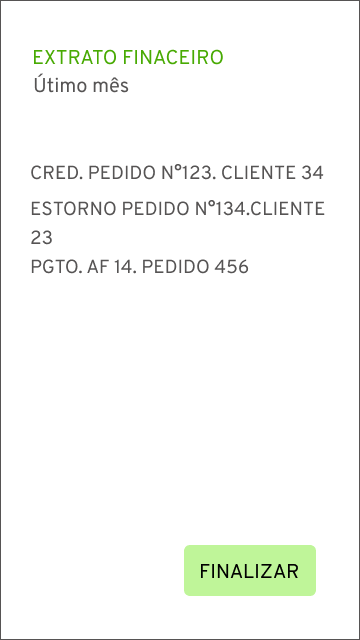 EXTRATO FINACEIRO
Útimo mês
CRED. PEDIDO N°123. CLIENTE 34
ESTORNO PEDIDO N°134.CLIENTE
23
PGTO. AF 14. PEDIDO 456
FINALIZAR